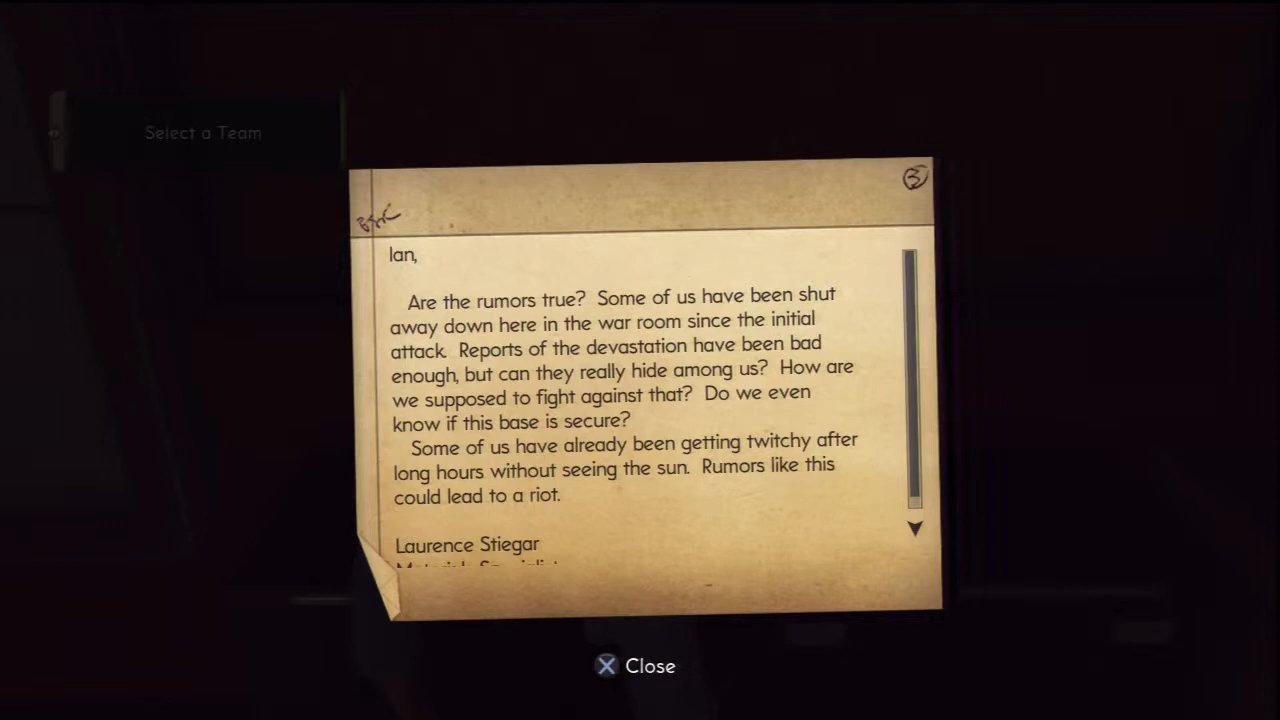 Select a Team
3
Ian,
Are the rumors true? Some of us have been shut
away down here in the war room since the initial
attack. Reports of the devastation have been bad
enough, but can they really hide among us? How are
we supposed to fight against that? Do we even
know if this base is secure?
Some of us have already been getting twitchy after
long hours without seeing the sun. Rumors like this
could lead to a riot.
Laurence Stiegar
Close